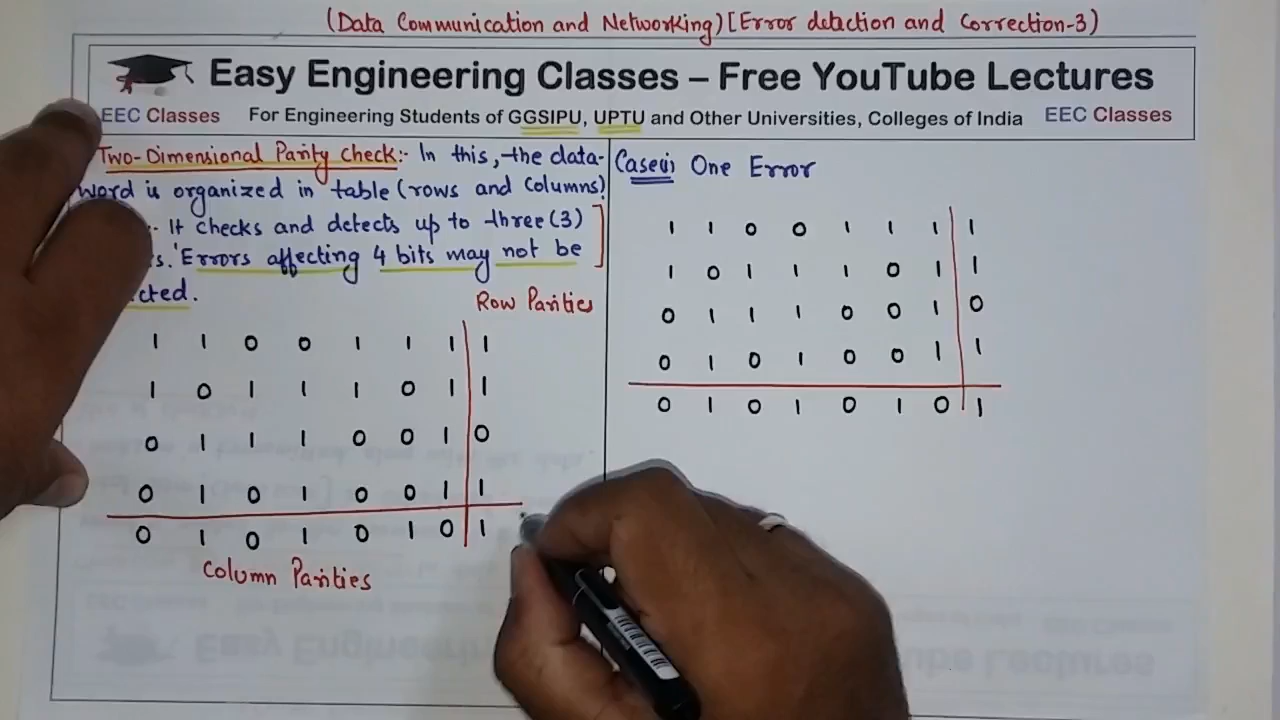 (Data Communication and Networking) [Error detaction and Correction-3)
Easy Engineering Classes – Free YouTube Lectures
EEC Classes For Engineering Students of GGSIPU, UPTU and Other Universities, Colleges of India EEC Classes
Two-Dimensional Parity Check:- In this, the data-
word is organized in table (rows and columns)
It checks and detects up to three (3)
Errors affecting 4 bits may not be
Row Parities
1 1 0 0 1 1 1 1
1 0 1 1 1 0 1 1
0 1 1 1 0 0 1 0
0 1 0 1 0 0 1 1
0 1 0 1 0 1 0 1
Column Parities
One Error
1 1 0 0 1 1 1 1
1 0 1 1 1 0 1 1
0 1 1 1 0 0 1 0
0 1 0 1 0 0 1 1
0 1 0 1 0 1 0 1